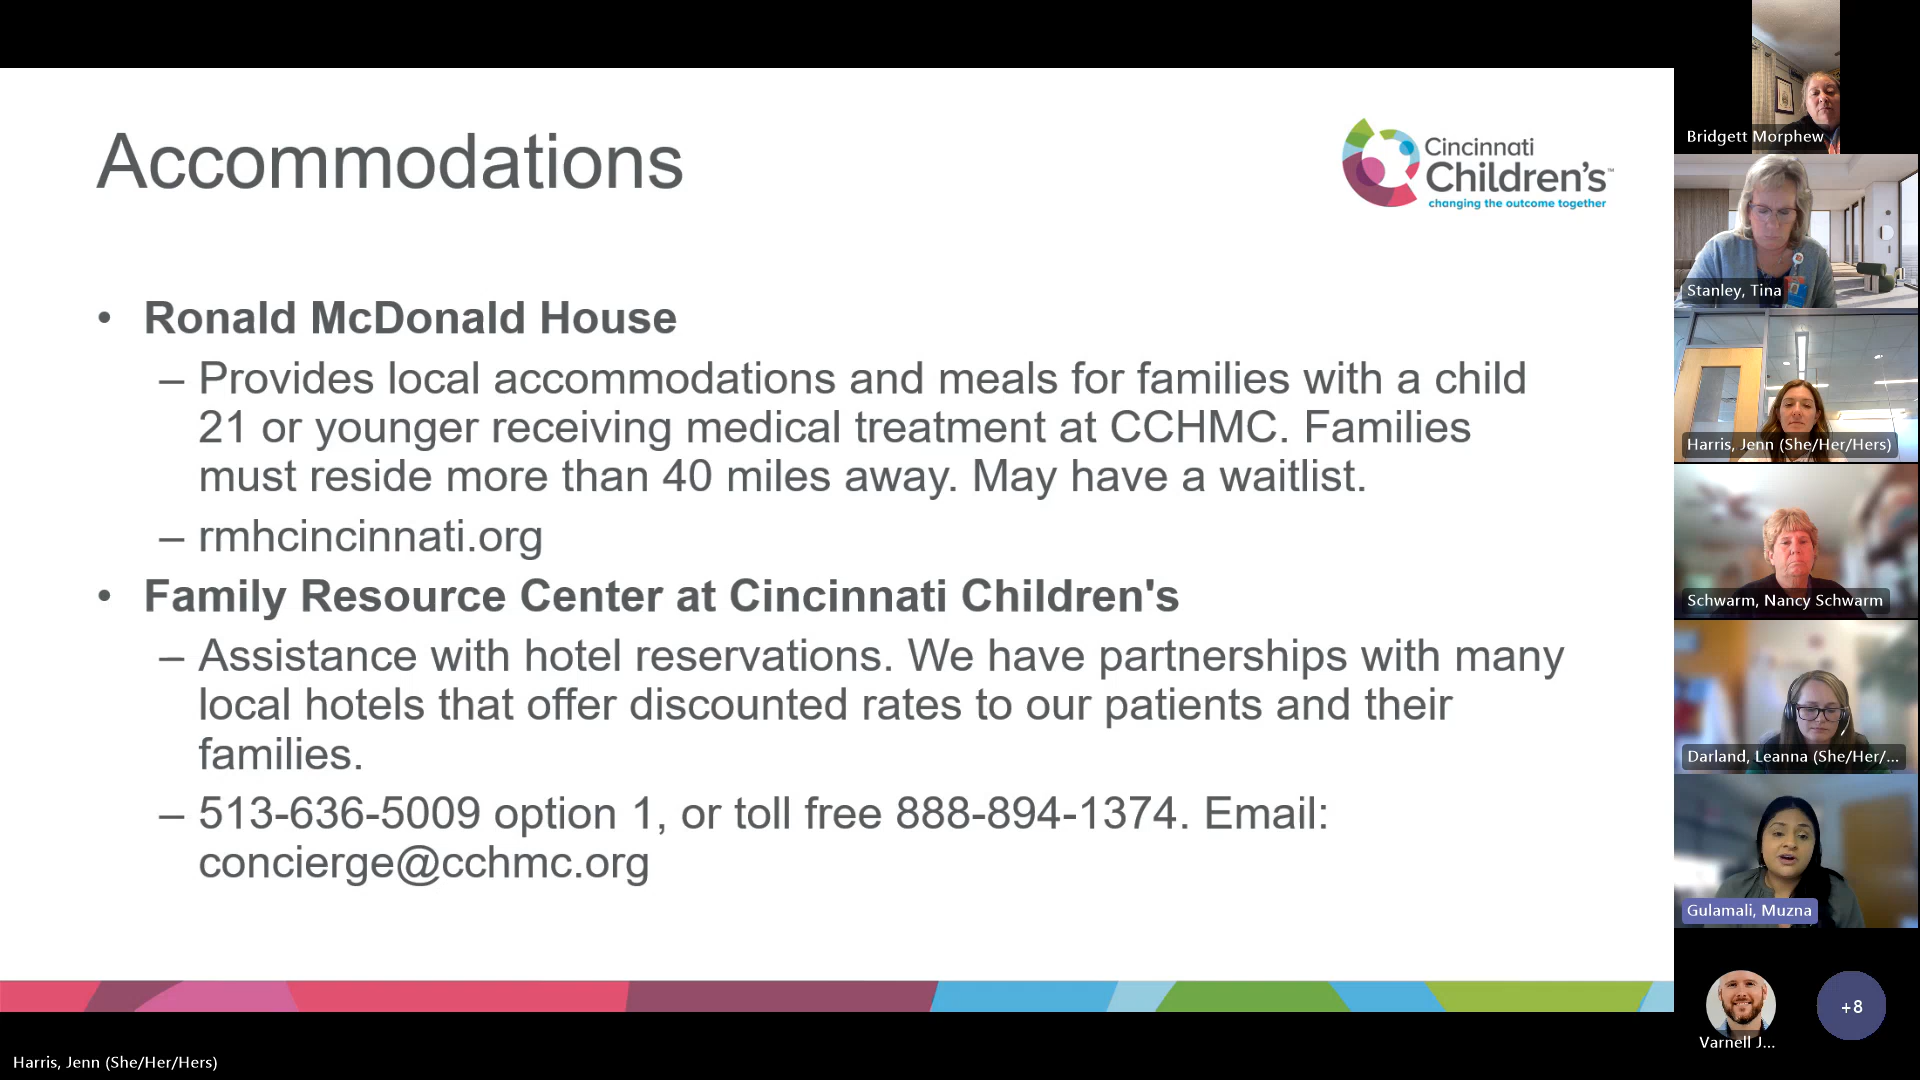 Accommodations
Cincinnati
Children's™
changing the outcome together
• Ronald McDonald House
– Provides local accommodations and meals for families with a child
21 or younger receiving medical treatment at CCHMC. Families
must reside more than 40 miles away. May have a waitlist.
– rmhcincinnati.org
• Family Resource Center at Cincinnati Children's
– Assistance with hotel reservations. We have partnerships with many
local hotels that offer discounted rates to our patients and their
families.
– 513-636-5009 option 1, or toll free 888-894-1374. Email:
concierge@cchmc.org
Bridgett Morphew
Stanley, Tina
Harris, Jenn (She/Her/Hers)
Schwarm, Nancy Schwarm
Darland, Leanna (She/Her/...
Gulamali, Muzna
Varnell J...
+8
Harris, Jenn (She/Her/Hers)